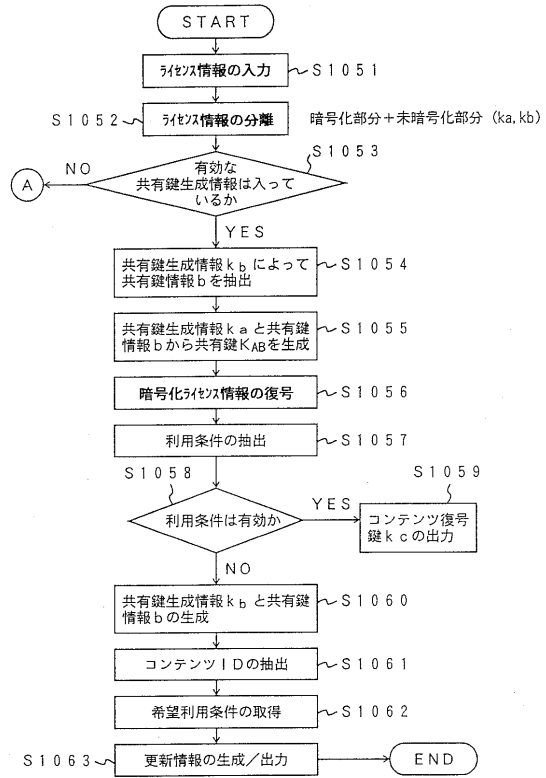 START
ライセンス情報の入力
S1051
S1052
ライセンス情報の分離
暗号化部分+未暗号化部分(ka,kb)
S1053
NO
A
有効な
共有鍵生成情報は入って
いるか
YES
共有鍵生成情報kbによって
共有鍵情報bを抽出
S1054
共有鍵生成情報kaと共有鍵
情報bから共有鍵KABを生成
S1055
暗号化ライセンス情報の復号
S1056
利用条件の抽出
S1057
S1058
利用条件は有効か
YES
S1059
コンテンツ復号
鍵kcの出力
NO
共有鍵生成情報kbと共有鍵
情報bの生成
S1060
コンテンツIDの抽出
S1061
希望利用条件の取得
S1062
S1063
更新情報の生成/出力
END